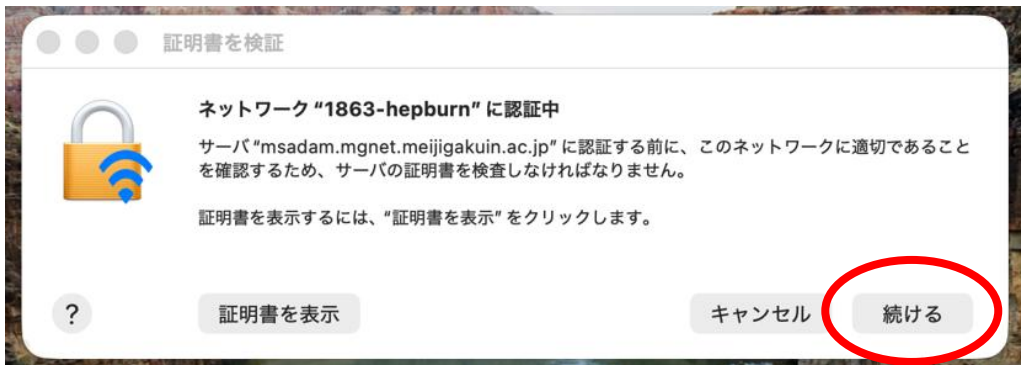 証明書を検証
ネットワーク “1863-hepburn” に認証中
サーバ “msadam.mgnet.meijigakuin.ac.jp” に認証する前に、このネットワークに適切であること
を確認するため、サーバの証明書を検査しなければなりません。
証明書を表示するには、“証明書を表示” をクリックします。
? 証明書を表示 キャンセル 続ける